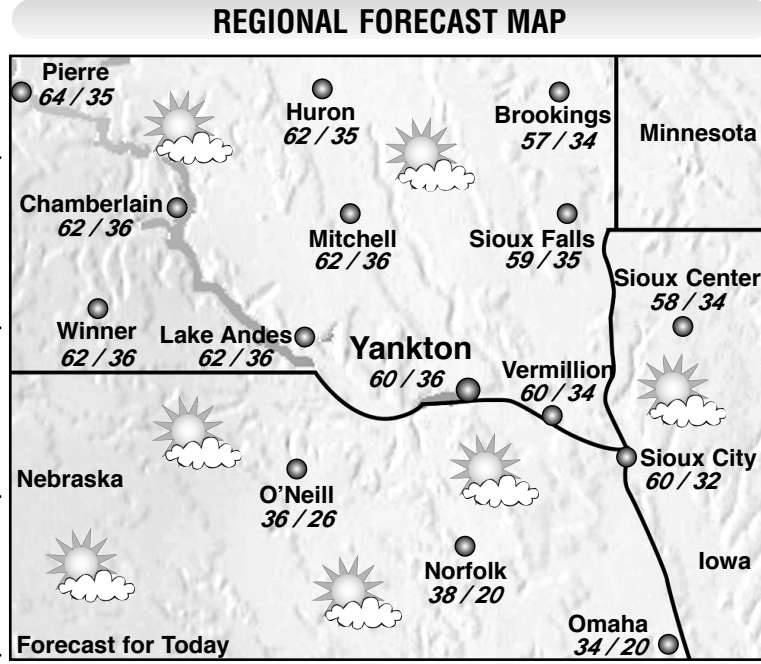 REGIONAL FORECAST MAP
Pierre
64 / 35
Huron
62 / 35
Brookings
57 / 34
Minnesota
Chamberlain
62 / 36
Mitchell
62 / 36
Sioux Falls
59 / 35
Sioux Center
58 / 34
Winner
62 / 36
Lake Andes
62 / 36
Yankton
60 / 36
Vermillion
60 / 34
Nebraska
O'Neill
36 / 26
Sioux City
60 / 32
Norfolk
38 / 20
Iowa
Omaha
34 / 20
Forecast for Today